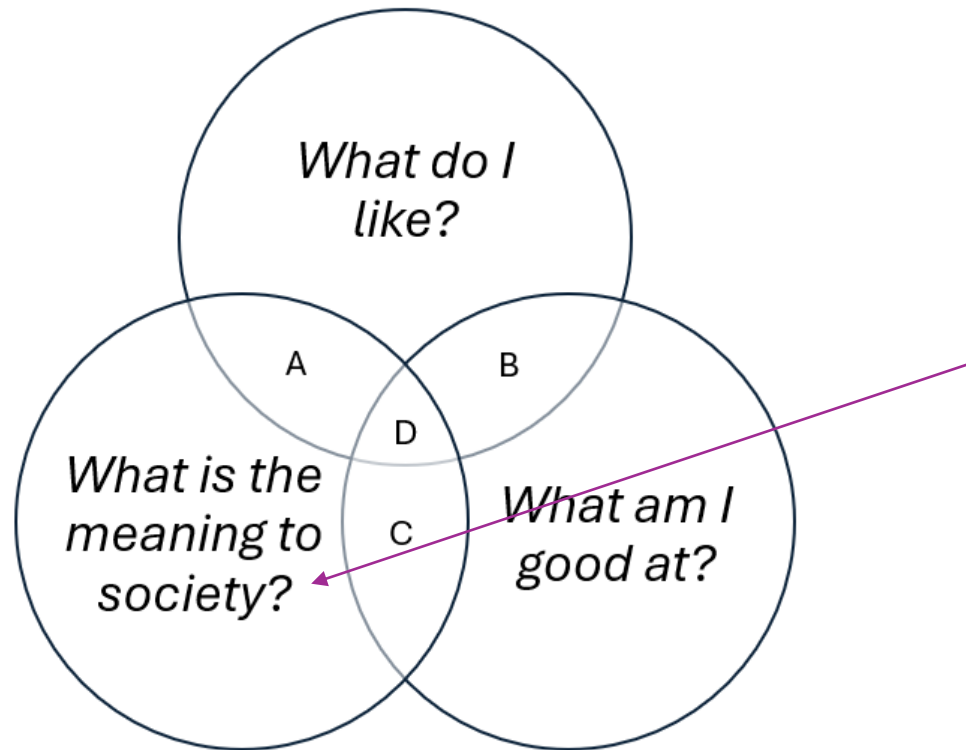 What do I
like?
A
B
D
What is the
meaning to
society?
C
What am I
good at?